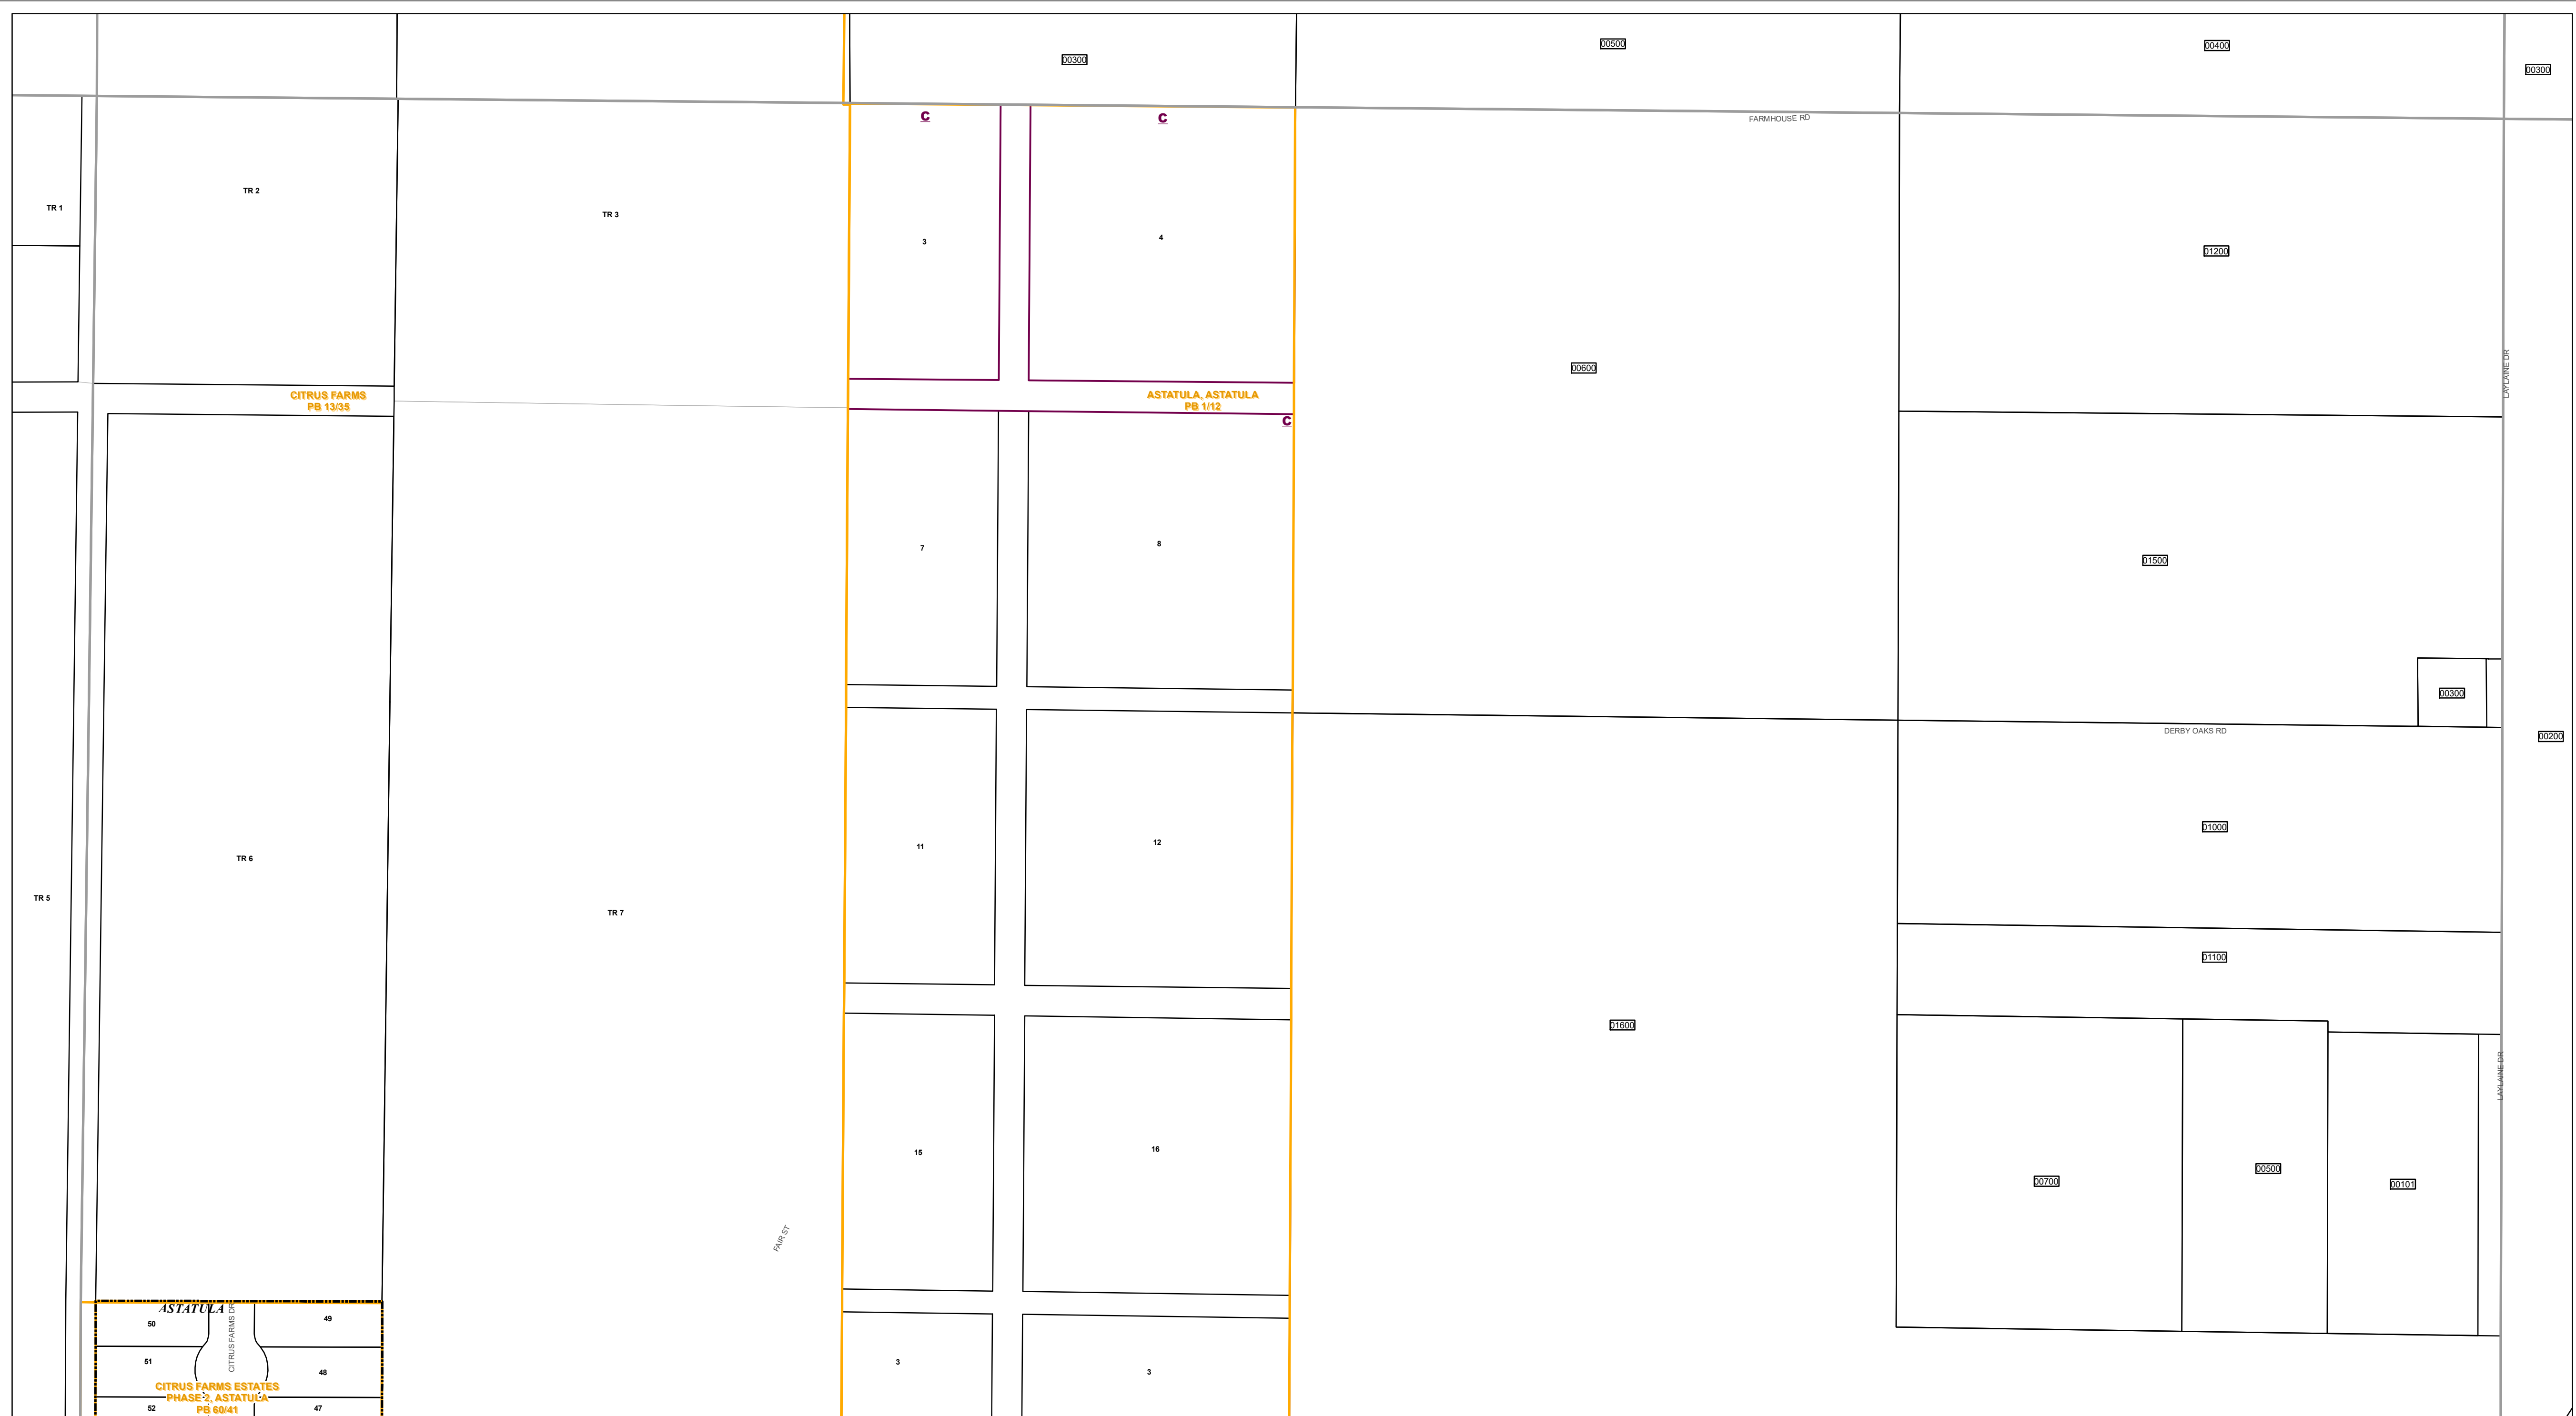 00300
00500
00400
00300
C
C
FARMHOUSE RD
TR 1
TR 2
TR 3
3
4
01200
00600
LAYLAINE DR
CITRUS FARMS
PB 13/35
ASTATULA, ASTATULA
PB 1/12
C
7
8
01500
00300
DERBY OAKS RD
00200
01000
11
12
TR 6
TR 5
TR 7
01100
01600
LAYLAINE DR
15
16
00700
00500
00101
FAIR ST
ASTATULA
CITRUS FARMS DR
50
49
51
48
3
3
CITRUS FARMS ESTATES
PHASE 2, ASTATULA
PB 60/41
52
47